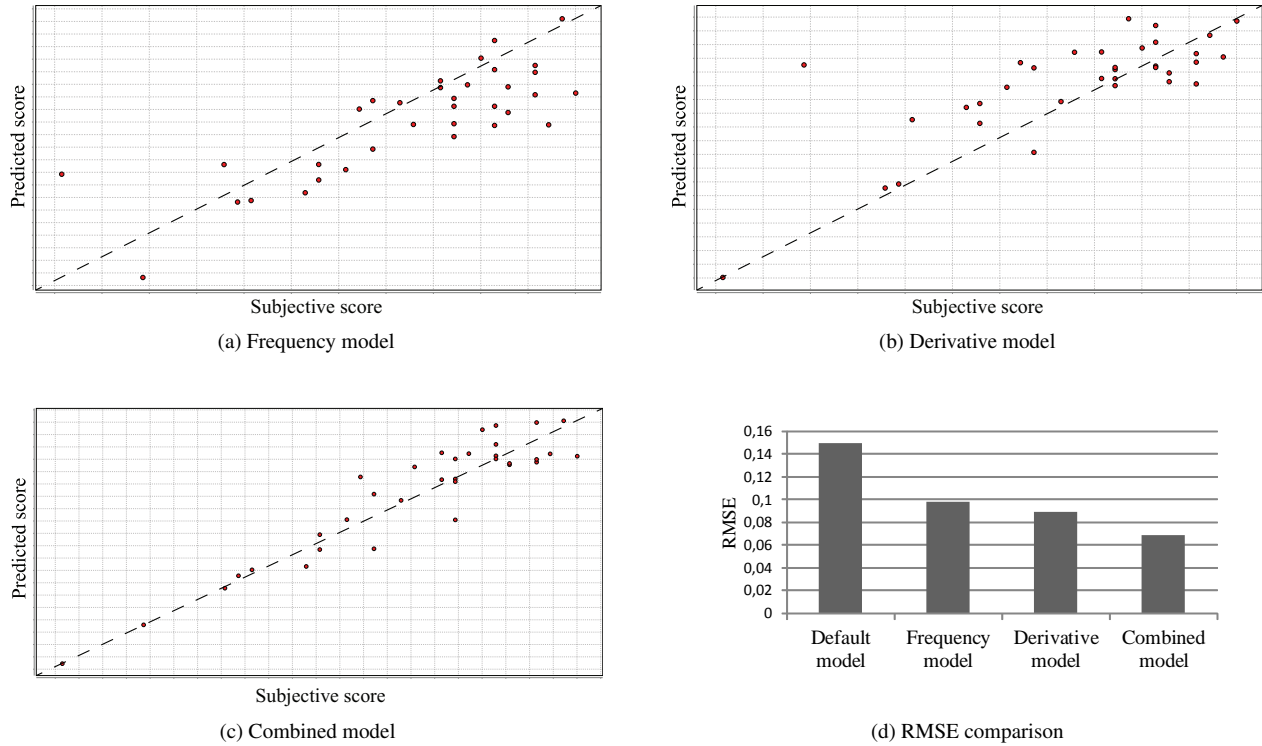 Predicted score
Subjective score
(a) Frequency model
Predicted score
Subjective score
(b) Derivative model
Predicted score
Subjective score
(c) Combined model
RMSE
0,16
0,14
0,12
0,1
0,08
0,06
0,04
0,02
0
Default
model
Frequency
model
Derivative
model
Combined
model
(d) RMSE comparison